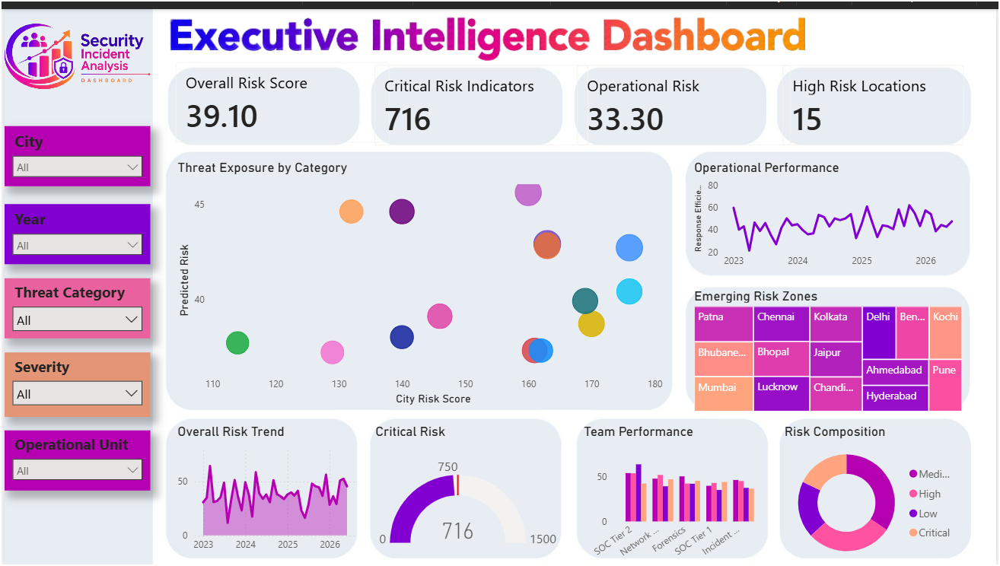 Security
Incident
Analysis
DASHBOARD
Executive Intelligence Dashboard
Overall Risk Score
39.10
Critical Risk Indicators
716
Operational Risk
33.30
High Risk Locations
15
City
All
Year
All
Threat Category
All
Severity
All
Operational Unit
All
Threat Exposure by Category
45
40
Predicted Risk
110 120 130 140 150 160 170 180
City Risk Score
Operational Performance
Response Efficie...
80
60
40
20
2023 2024 2025 2026
Emerging Risk Zones
Patna
Chennai
Kolkata
Delhi
Ben...
Kochi
Bhubane...
Bhopal
Jaipur
Ahmedabad
Pune
Mumbai
Lucknow
Chandi...
Hyderabad
Overall Risk Trend
50
0
2023 2024 2025 2026
Critical Risk
750
716
0
1500
Team Performance
50
0
SOC Tier 2
Network ...
Forensics
SOC Tier 1
Incident ...
Risk Composition
Medi...
High
Low
Critical